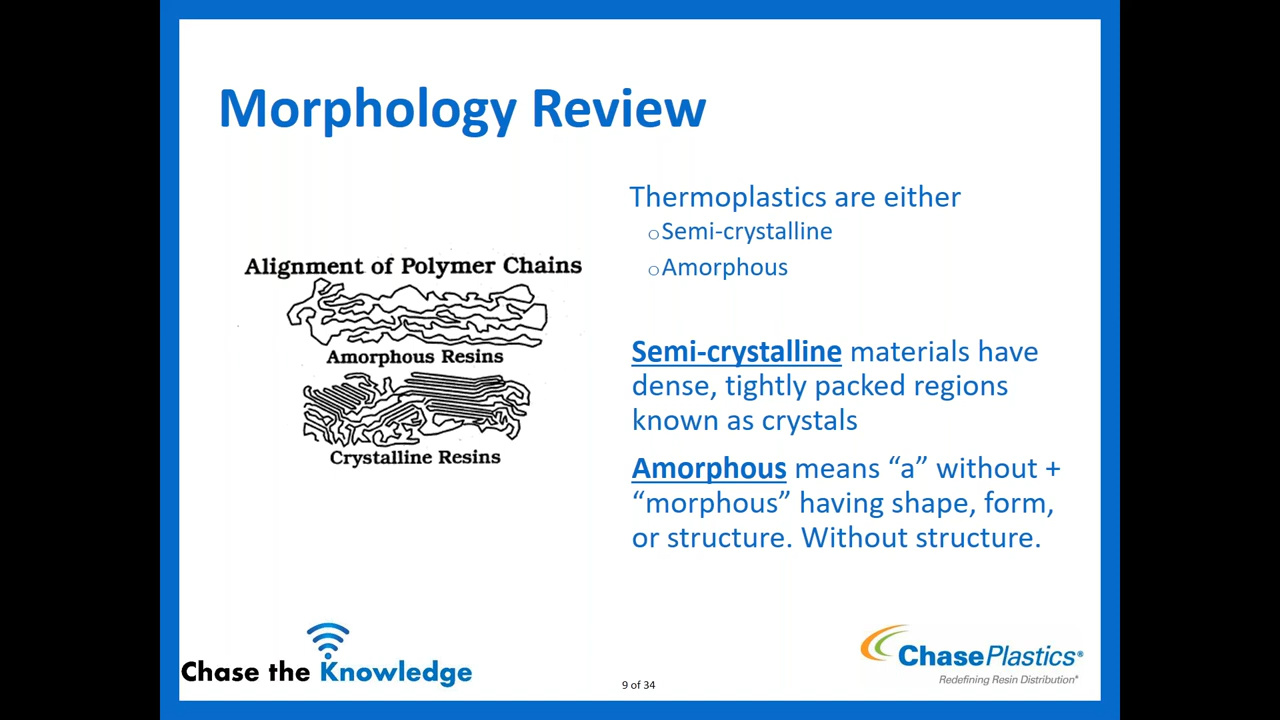 Morphology Review
Alignment of Polymer Chains
Amorphous Resins
Crystalline Resins
Thermoplastics are either
○Semi-crystalline
○Amorphous
Semi-crystalline materials have
dense, tightly packed regions
known as crystals
Amorphous means “a” without +
“morphous” having shape, form,
or structure. Without structure.
Chase the Knowledge
9 of 34
ChasePlastics®
Redefining Resin Distribution®